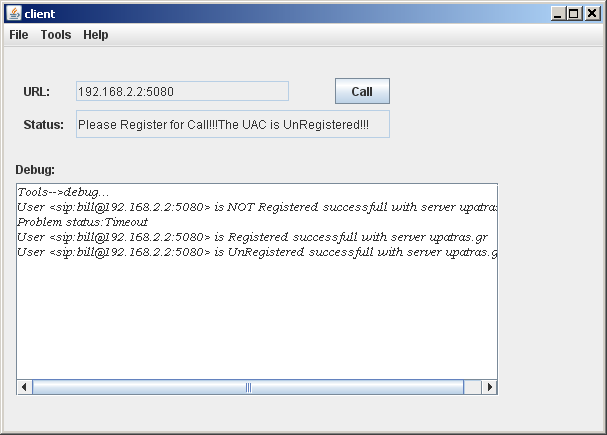 client
File Tools Help
URL: 192.168.2.2:5080 Call
Status: Please Register for Call!!!The UAC is UnRegistered!!!
Debug:
Tools-->debug...
User <sip:bill@192.168.2.2:5080> is NOT Registered successfull with server upatras
Problem status:Timeout
User <sip:bill@192.168.2.2:5080> is Registered successfull with server upatras.gr
User <sip:bill@192.168.2.2:5080> is UnRegistered successfull with server upatras.g